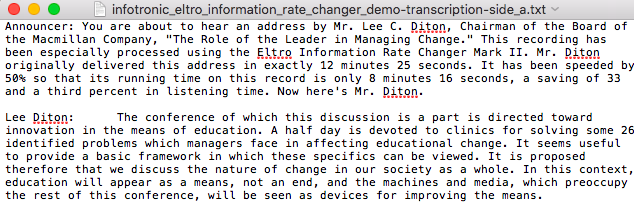 infotronic_eltro_information_rate_changer_demo-transcription-side_a.txt
Announcer: You are about to hear an address by Mr. Lee C. Diton, Chairman of the Board of
the Macmillan Company, "The Role of the Leader in Managing Change." This recording has
been especially processed using the Eltro Information Rate Changer Mark II. Mr. Diton
originally delivered this address in exactly 12 minutes 25 seconds. It has been speeded by
50% so that its running time on this record is only 8 minutes 16 seconds, a saving of 33
and a third percent in listening time. Now here's Mr. Diton.
Lee Diton: The conference of which this discussion is a part is directed toward
innovation in the means of education. A half day is devoted to clinics for solving some 26
identified problems which managers face in affecting educational change. It seems useful
to provide a basic framework in which these specifics can be viewed. It is proposed
therefore that we discuss the nature of change in our society as a whole. In this context,
education will appear as a means, not an end, and the machines and media, which preoccupy
the rest of this conference, will be seen as devices for improving the means.